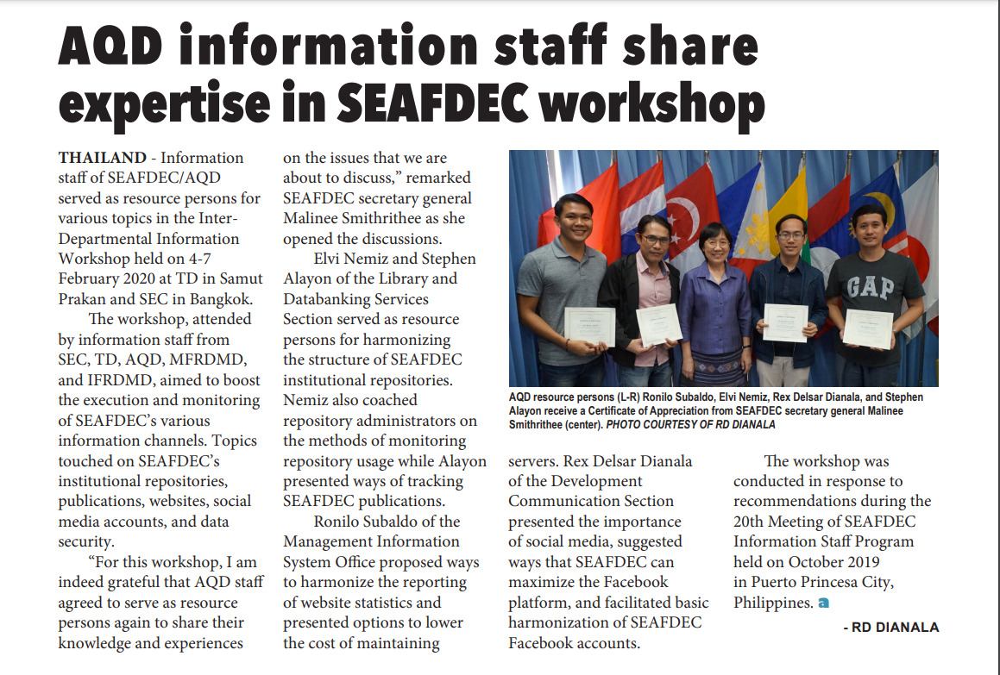 AQD information staff share
expertise in SEAFDEC workshop
THAILAND - Information
staff of SEAFDEC/AQD
served as resource persons for
various topics in the Inter-
Departmental Information
Workshop held on 4-7
February 2020 at TD in Samut
Prakan and SEC in Bangkok.
The workshop, attended
by information staff from
SEC, TD, AQD, MFRDMD,
and IFRDMD, aimed to boost
the execution and monitoring
of SEAFDEC’s various
information channels. Topics
touched on SEAFDEC’s
institutional repositories,
publications, websites, social
media accounts, and data
security.
“For this workshop, I am
indeed grateful that AQD staff
agreed to serve as resource
persons again to share their
knowledge and experiences
on the issues that we are
about to discuss,” remarked
SEAFDEC secretary general
Malinee Smithrithee as she
opened the discussions.
Elvi Nemiz and Stephen
Alayon of the Library and
Databanking Services
Section served as resource
persons for harmonizing
the structure of SEAFDEC
institutional repositories.
Nemiz also coached
repository administrators on
the methods of monitoring
repository usage while Alayon
presented ways of tracking
SEAFDEC publications.
Ronilo Subaldo of the
Management Information
System Office proposed ways
to harmonize the reporting
of website statistics and
presented options to lower
the cost of maintaining
GAP
AQD resource persons (L-R) Ronilo Subaldo, Elvi Nemiz, Rex Delsar Dianala, and Stephen
Alayon receive a Certificate of Appreciation from SEAFDEC secretary general Malinee
Smithrithee (center). PHOTO COURTESY OF RD DIANALA
servers. Rex Delsar Dianala
of the Development
Communication Section
presented the importance
of social media, suggested
ways that SEAFDEC can
maximize the Facebook
platform, and facilitated basic
harmonization of SEAFDEC
Facebook accounts.
The workshop was
conducted in response to
recommendations during the
20th Meeting of SEAFDEC
Information Staff Program
held on October 2019
in Puerto Princesa City,
Philippines. a
- RD DIANALA